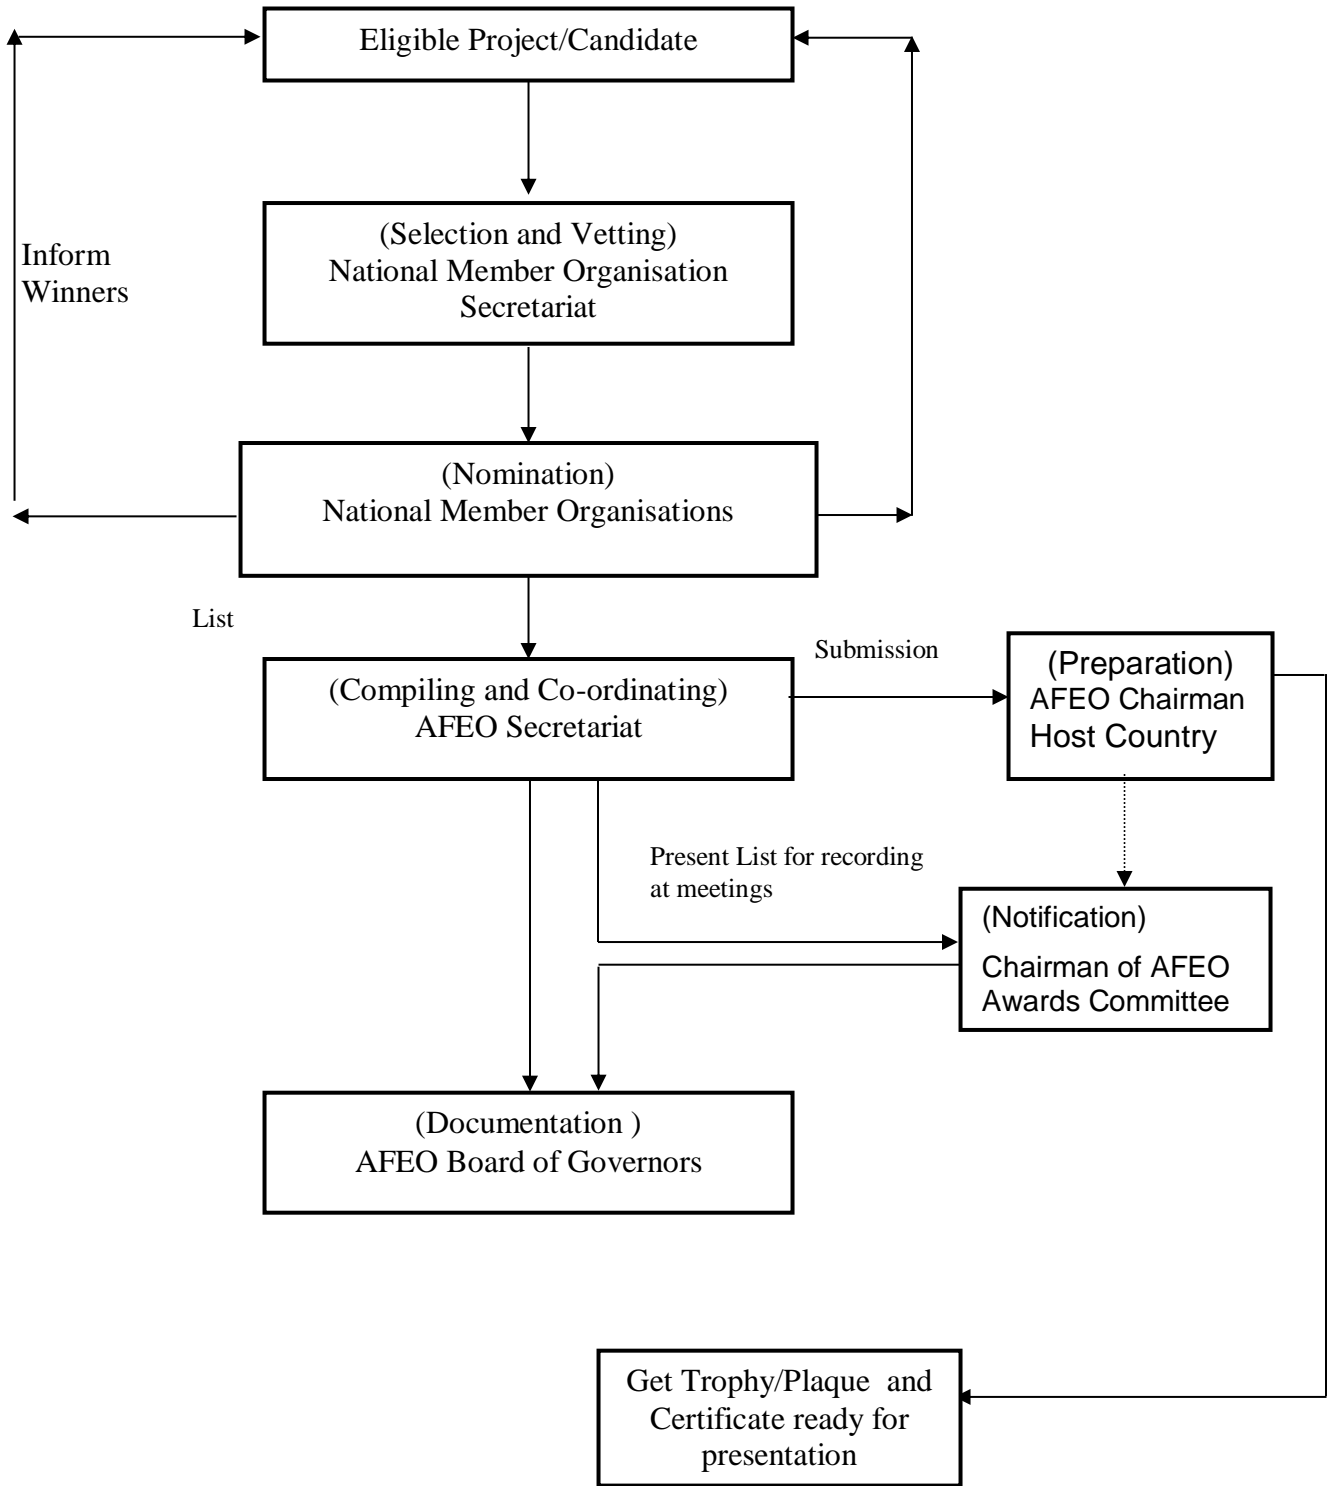 Eligible Project/Candidate
(Selection and Vetting)
National Member Organisation
Secretariat
Inform
Winners
(Nomination)
National Member Organisations
List
(Compiling and Co-ordinating)
AFEO Secretariat
Submission
(Preparation)
AFEO Chairman
Host Country
Present List for recording
at meetings
(Notification)
Chairman of AFEO
Awards Committee
(Documentation )
AFEO Board of Governors
Get Trophy/Plaque and
Certificate ready for
presentation